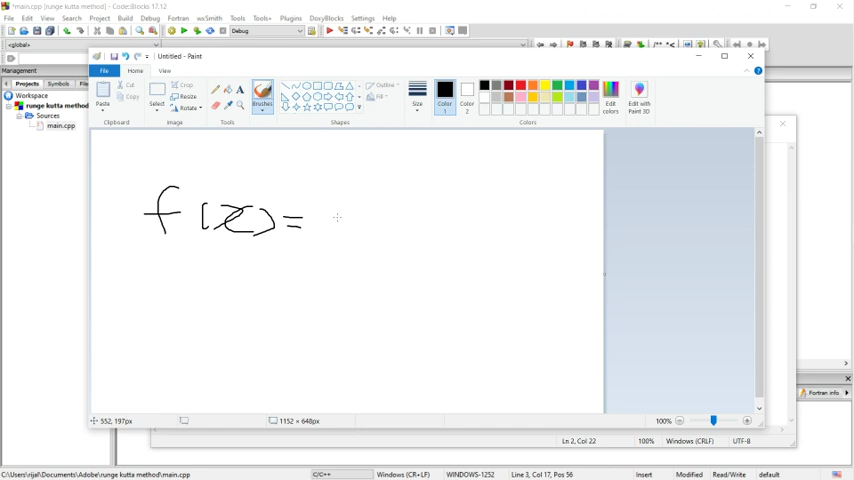 *main.cpp [runge kutta method] - Code::Blocks 17.12
File Edit View Search Project Build Debug Fortran wxSmith Tools Tools+ Plugins DoxyBlocks Settings Help
Debug
<global>
Management
Projects Symbols File
Workspace
runge kutta method
Sources
main.cpp
Untitled - Paint
File Home View
Paste Cut Copy
Select Crop Resize Rotate
A
Brushes
Outline Fill
Size
Color 1
Color 2
Edit colors
Edit with Paint 3D
Clipboard Image Tools Shapes Colors
f(x)=
552, 197px 1152 × 648px 100%
Fortran info
Ln 2, Col 22 100% Windows (CRLF) UTF-8
C:\Users\rijal\Documents\Adobe\runge kutta method\main.cpp C/C++ Windows (CR+LF) WINDOWS-1252 Line 3, Col 17, Pos 56 Insert Modified Read/Write default